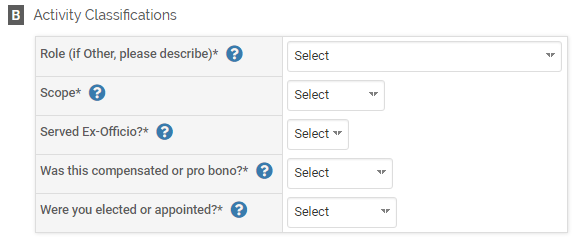 B Activity Classifications
Role (if Other, please describe)* ? Select
Scope* ? Select
Served Ex-Officio?* ? Select
Was this compensated or pro bono?* ? Select
Were you elected or appointed?* ? Select